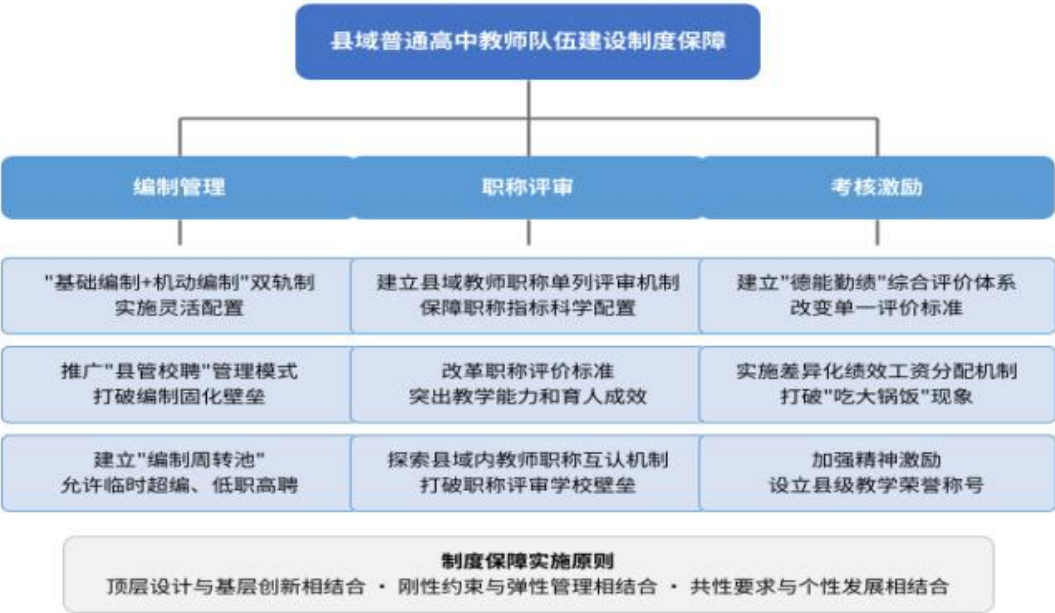 县域普通高中教师队伍建设制度保障
编制管理
职称评审
考核激励
"基础编制+机动编制"双轨制
实施灵活配置
建立县域教师职称单列评审机制
保障职称指标科学配置
建立"德能勤绩"综合评价体系
改变单一评价标准
推广"县管校聘"管理模式
打破编制固化壁垒
改革职称评价标准
突出教学能力和育人成效
实施差异化绩效工资分配机制
打破"吃大锅饭"现象
建立"编制周转池"
允许临时超编、低职高聘
探索县域内教师职称互认机制
打破职称评审学校壁垒
加强精神激励
设立县级教学荣誉称号
制度保障实施原则
顶层设计与基层创新相结合 • 刚性约束与弹性管理相结合 • 共性要求与个性发展相结合